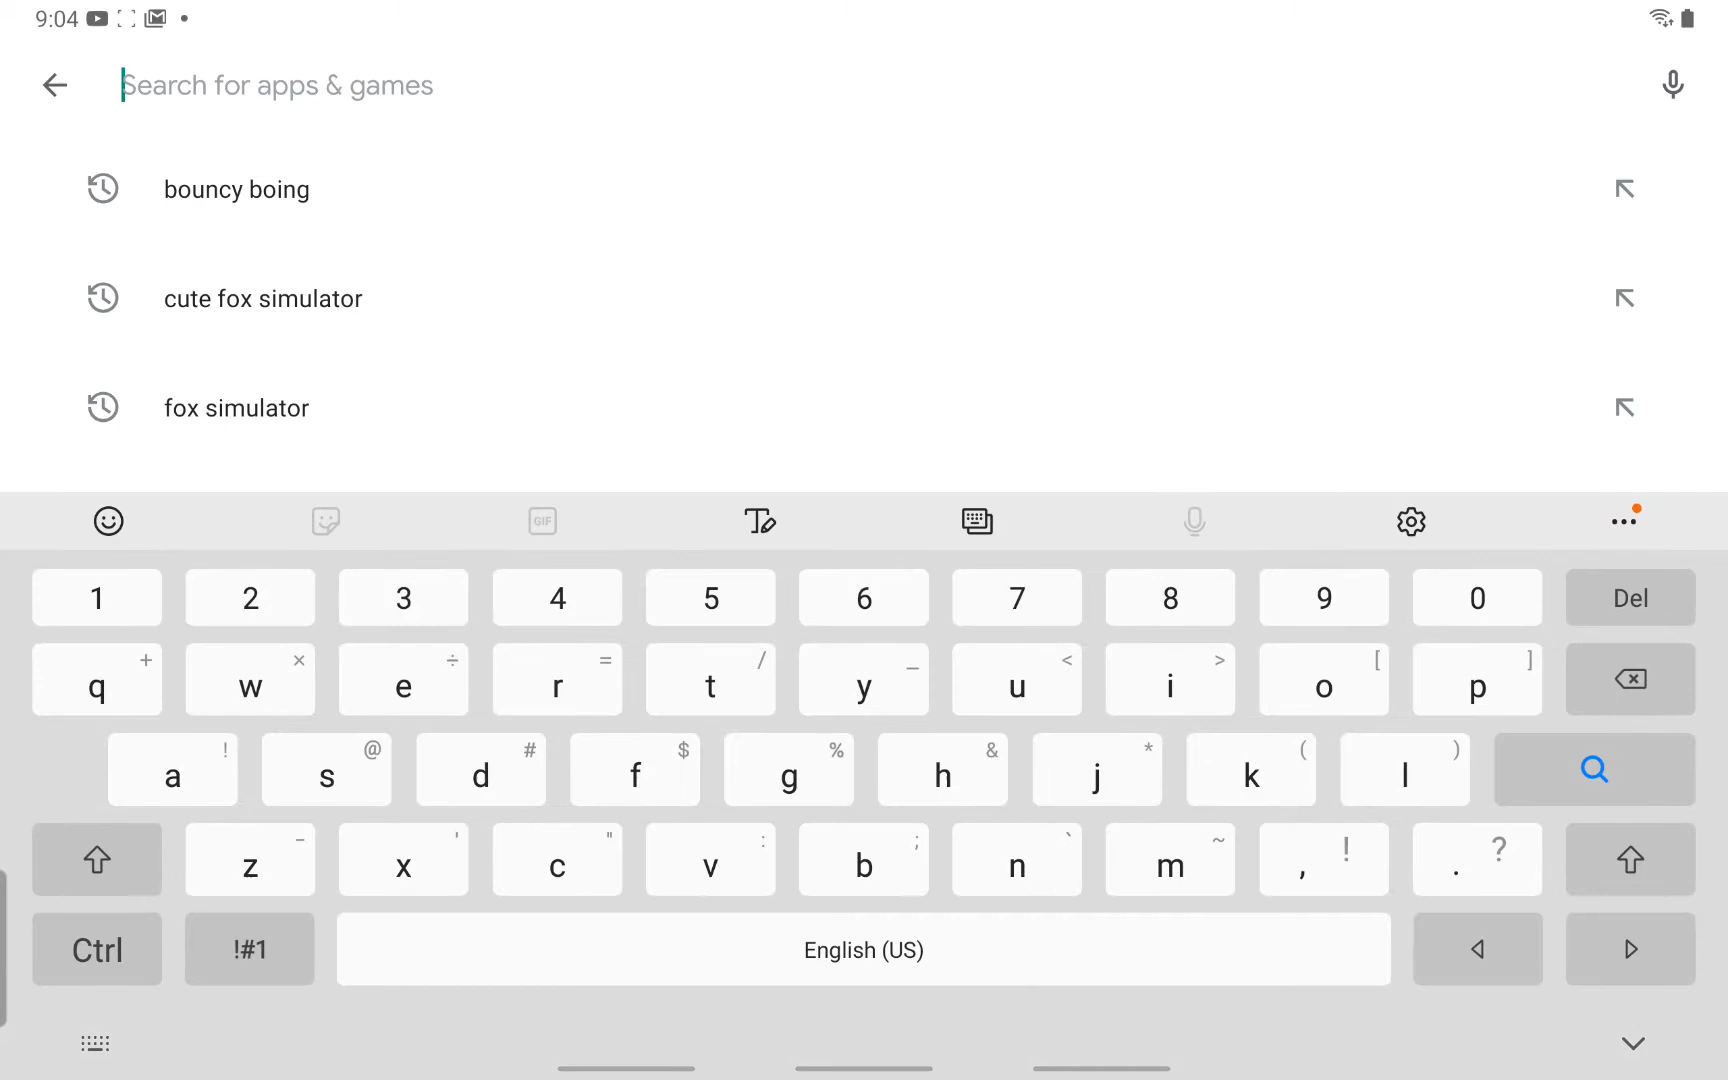 9:04
Search for apps & games
bouncy boing
cute fox simulator
fox simulator
GIF
1 2 3 4 5 6 7 8 9 0 Del
+ × ÷ = / _ < > [ ]
q w e r t y u i o p
! @ # $ % & * ( )
a s d f g h j k l
- ' " : ; ` ~ ! ?
z x c v b n m , .
Ctrl !#1 English (US)